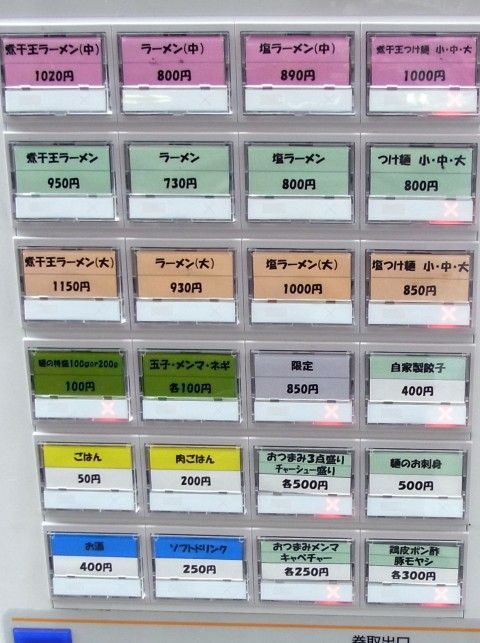 煮干王ラーメン(中)
1020円
ラーメン(中)
800円
塩ラーメン(中)
890円
煮干王つけ麺 小・中・大
1000円
煮干王ラーメン
950円
ラーメン
730円
塩ラーメン
800円
つけ麺 小・中・大
800円
煮干王ラーメン(大)
1150円
ラーメン(大)
930円
塩ラーメン(大)
1000円
塩つけ麺 小・中・大
850円
麺の特盛100gor200g
100円
玉子・メンマ・ネギ
各100円
限定
850円
自家製餃子
400円
ごはん
50円
肉ごはん
200円
おつまみ3点盛り
チャーシュー盛り
各500円
麺のお刺身
500円
お酒
400円
ソフトドリンク
250円
おつまみメンマ
キャベチャー
各250円
鶏皮ポン酢
豚モヤシ
各300円
券取出口